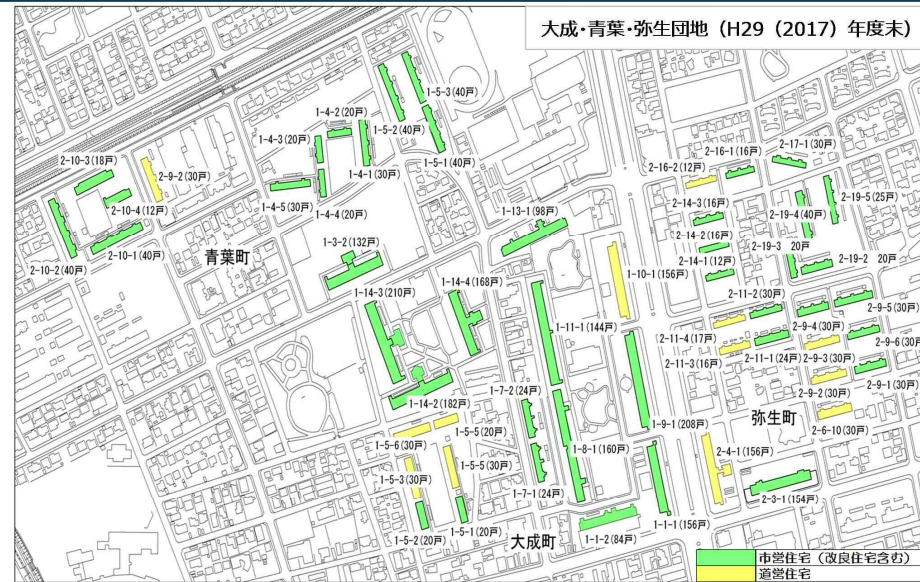 大成・青葉・弥生団地（H29（2017）年度末）
1-5-3(40戸)
1-4-2(20戸)
1-5-2(40戸)
1-4-3(20戸)
2-17-1(30戸)
2-16-1(16戸)
2-10-3(18戸)
1-5-1(40戸)
2-16-2(12戸)
1-4-1(30戸)
2-9-2(30戸)
2-19-5(25戸)
2-14-3(16戸)
1-4-5(30戸)
2-10-4(12戸)
1-4-4(20戸)
1-13-1(98戸)
2-19-4(40戸)
2-14-2(16戸)
1-3-2(132戸)
2-19-3 20戸
2-10-1(40戸)
青葉町
2-14-1(12戸)
2-19-2 20戸
2-10-2(40戸)
1-10-1(156戸)
1-14-4(168戸)
1-14-3(210戸)
2-11-2(30戸)
2-9-5(30戸)
1-11-1(144戸)
2-9-4(30戸)
2-11-4(17戸)
2-9-6(30戸)
2-11-3(16戸)
2-11-1(24戸)
2-9-3(30戸)
2-9-1(30戸)
1-7-2(24戸)
2-9-2(30戸)
1-14-2(182戸)
1-9-1(208戸)
弥生町
2-6-10(30戸)
1-5-5(20戸)
1-5-6(30戸)
1-8-1(160戸)
2-4-1(156戸)
1-5-5(30戸)
1-5-3(30戸)
1-7-1(24戸)
2-3-1(154戸)
1-5-1(20戸)
1-1-1(156戸)
1-5-2(20戸)
大成町
1-1-2(84戸)
市営住宅（改良住宅含む）
道営住宅